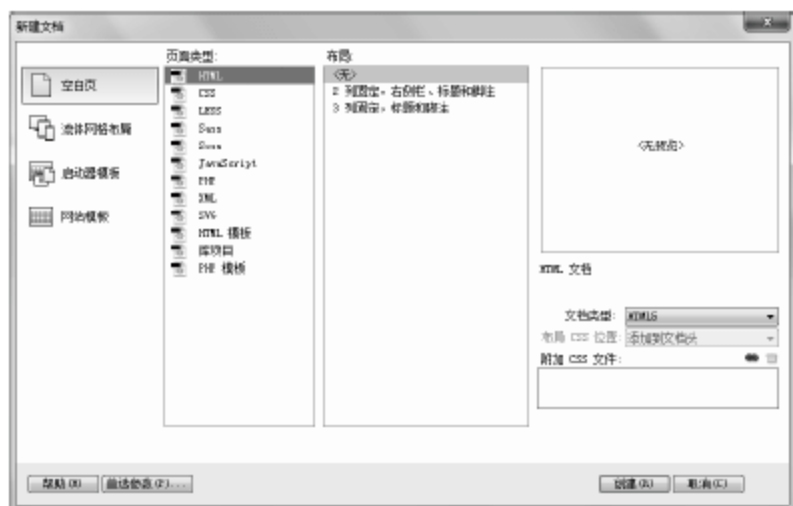 新建文档
空白页
流体网格布局
启动器模板
网站模板
页面类型:
HTML
CSS
LESS
Sass
JavaScript
PHP
XML
SVG
HTML 模板
库项目
PHP 模板
布局:
<无>
2 列固定，右侧栏、标题和脚注
3 列固定，标题和脚注
<无预览>
HTML 文档
文档类型: HTML5
布局 CSS 位置: 添加到文档头
附加 CSS 文件:
帮助(H) 首选参数(P)... 创建(R) 取消(C)